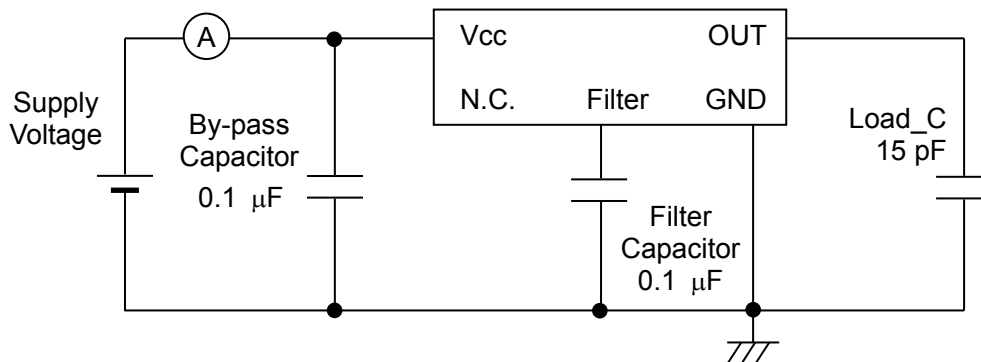 A
Vcc
OUT
N.C.
Filter
GND
Supply
Voltage
By-pass
Capacitor
0.1 μF
Filter
Capacitor
0.1 μF
Load_C
15 pF